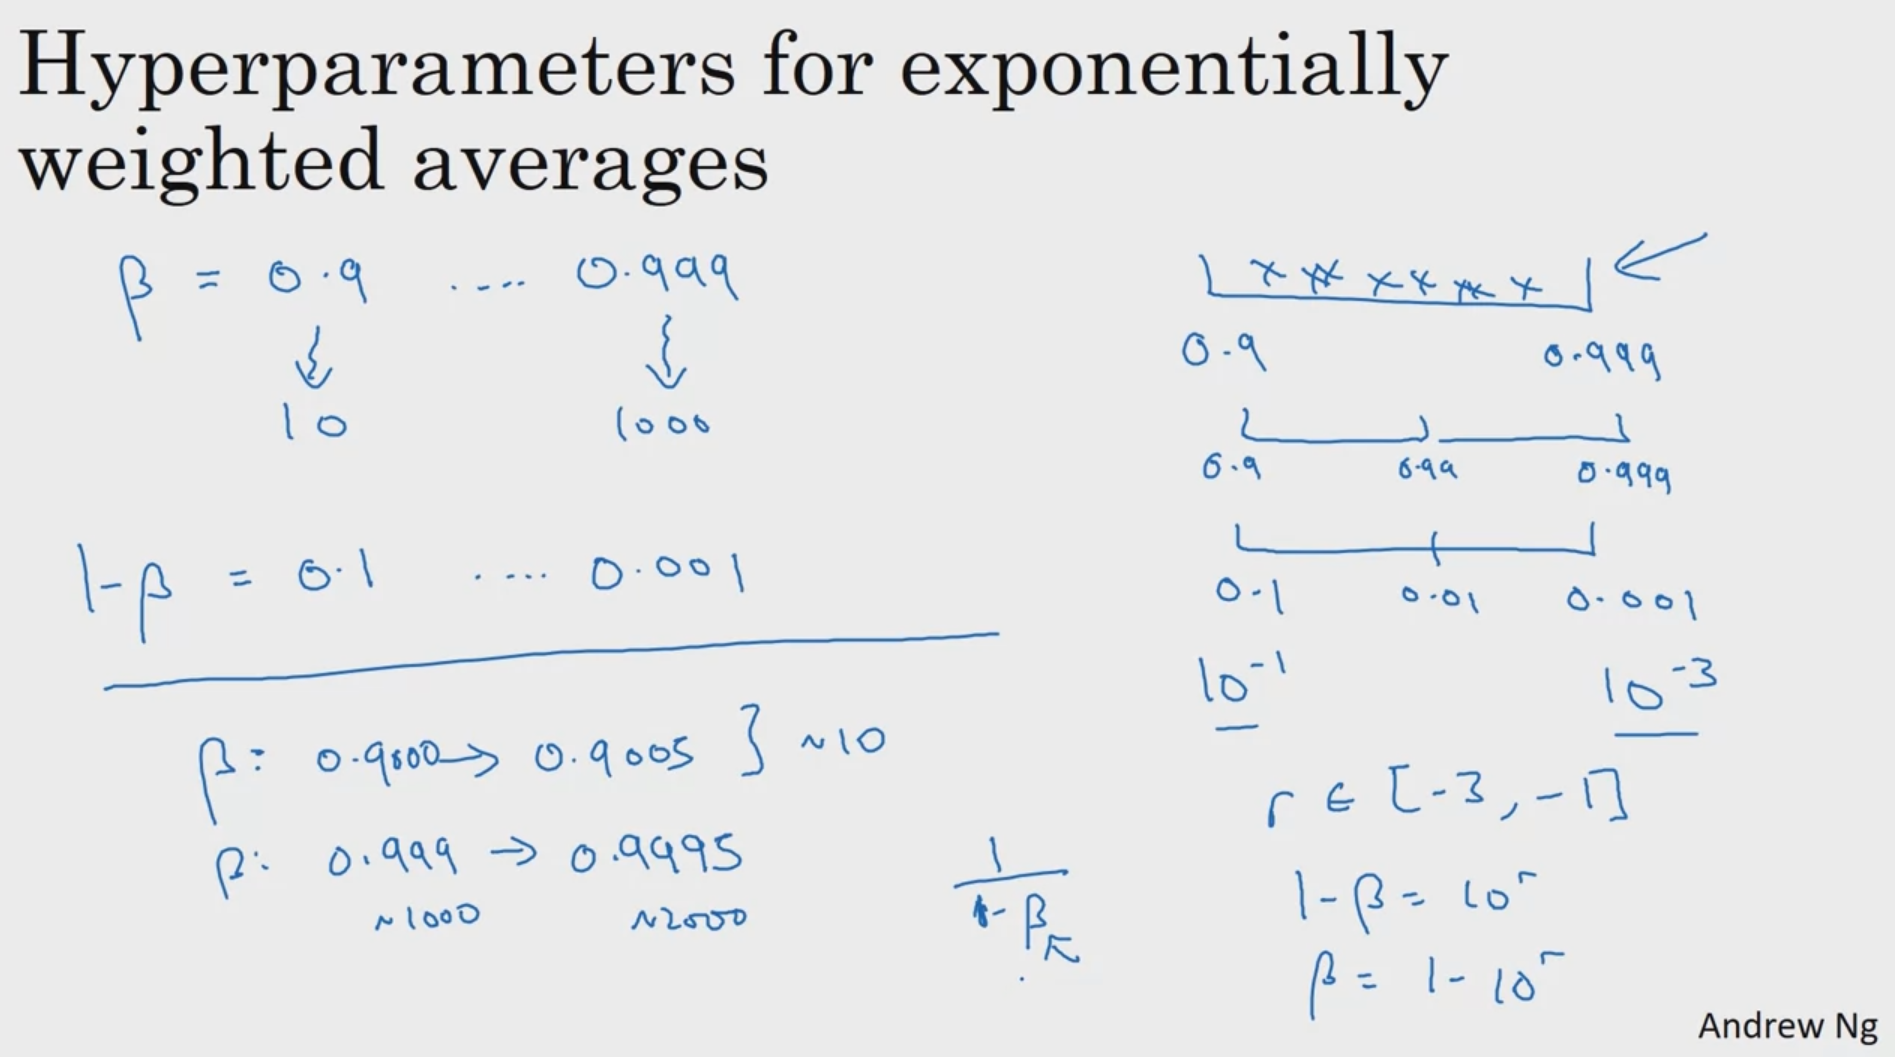 Hyperparameters for exponentially
weighted averages
β = 0.9 .... 0.999
10 1000
1-β = 0.1 .... 0.001
β: 0.9000 → 0.9005 } ~10
β: 0.999 → 0.9995
~1000 ~2000
1
1-β
0.9 0.999
0.9 0.99 0.999
0.1 0.01 0.001
10⁻¹ 10⁻³
r ∈ [-3, -1]
1-β = 10ʳ
β = 1-10ʳ
Andrew Ng